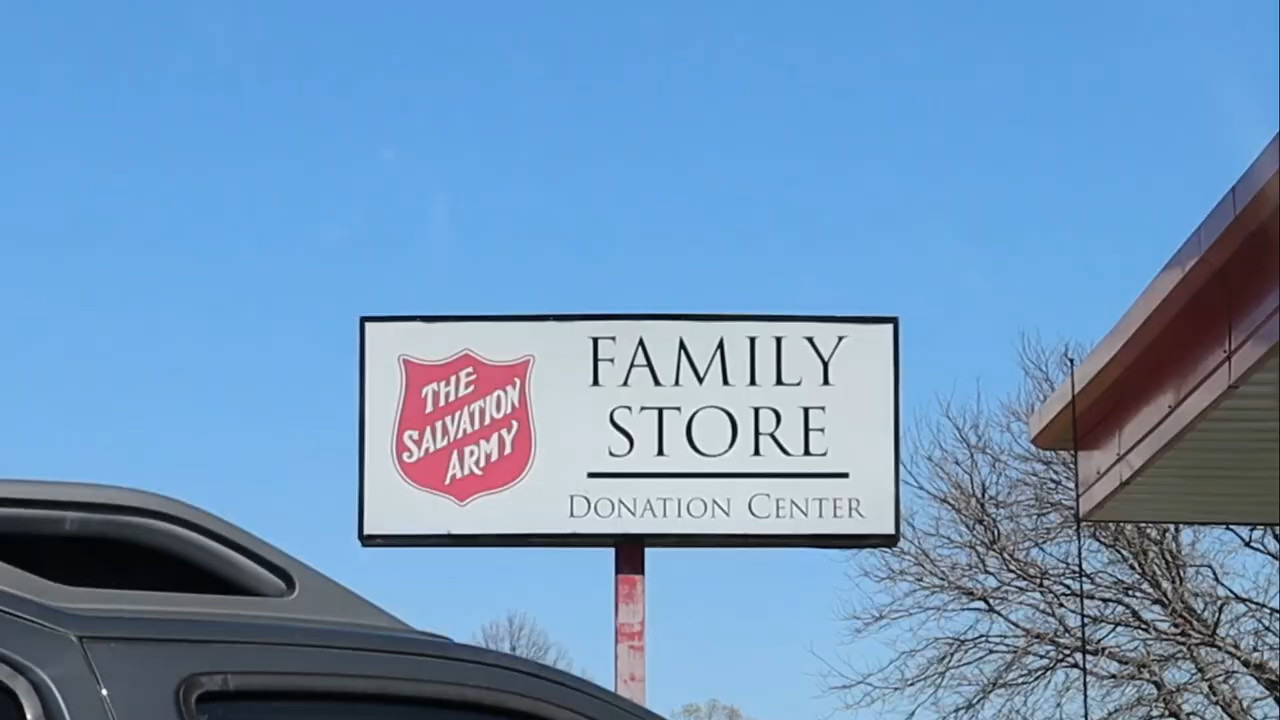 THE
SALVATION
ARMY
FAMILY
STORE
DONATION CENTER